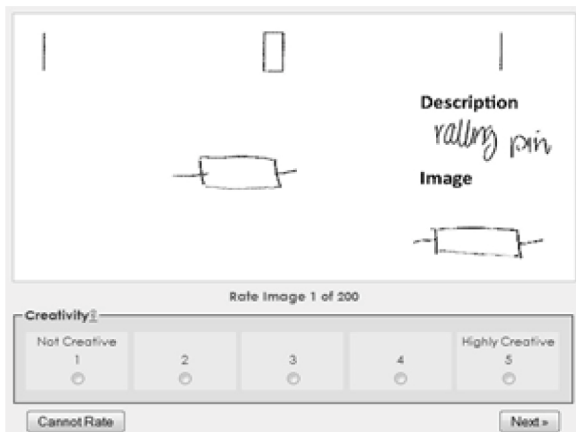 Description
ralling pin
Image
Rate Image 1 of 200
Creativity?
Not Creative
Highly Creative
1
2
3
4
5
Cannot Rate
Next »